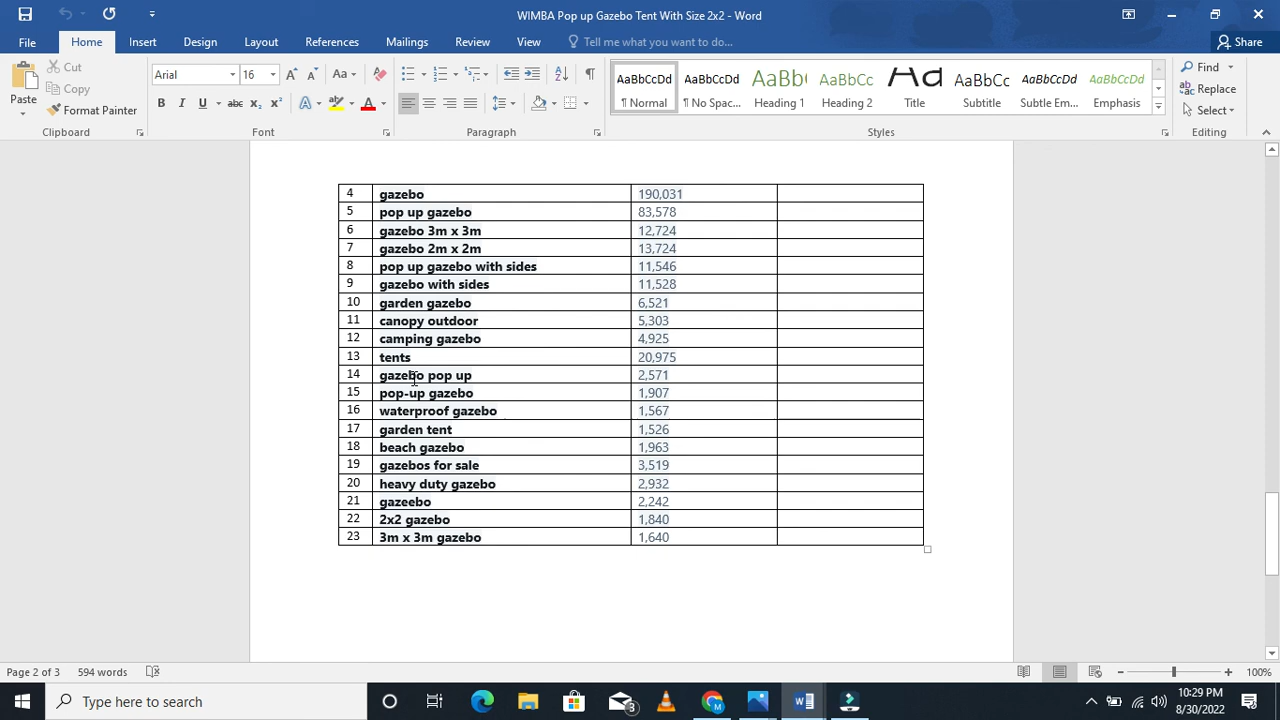 WIMBA Pop up Gazebo Tent With Size 2x2 - Word
File Home Insert Design Layout References Mailings Review View Tell me what you want to do... Share
Paste Cut Copy Format Painter Clipboard
Arial 16 Aa B I U abc x₂ x² A A Font
Paragraph
AaBbCcDd ¶ Normal
AaBbCcDd ¶ No Spac...
AaBbC Heading 1
AaBbCc Heading 2
Aa Title
AaBbCcD Subtitle
AaBbCcDd Subtle Em...
AaBbCcDd Emphasis
Styles
Find Replace Select Editing
4 gazebo 190,031
5 pop up gazebo 83,578
6 gazebo 3m x 3m 12,724
7 gazebo 2m x 2m 13,724
8 pop up gazebo with sides 11,546
9 gazebo with sides 11,528
10 garden gazebo 6,521
11 canopy outdoor 5,303
12 camping gazebo 4,925
13 tents 20,975
14 gazebo pop up 2,571
15 pop-up gazebo 1,907
16 waterproof gazebo 1,567
17 garden tent 1,526
18 beach gazebo 1,963
19 gazebos for sale 3,519
20 heavy duty gazebo 2,932
21 gazeebo 2,242
22 2x2 gazebo 1,840
23 3m x 3m gazebo 1,640
Page 2 of 3 594 words 100%
Type here to search
10:29 PM
8/30/2022